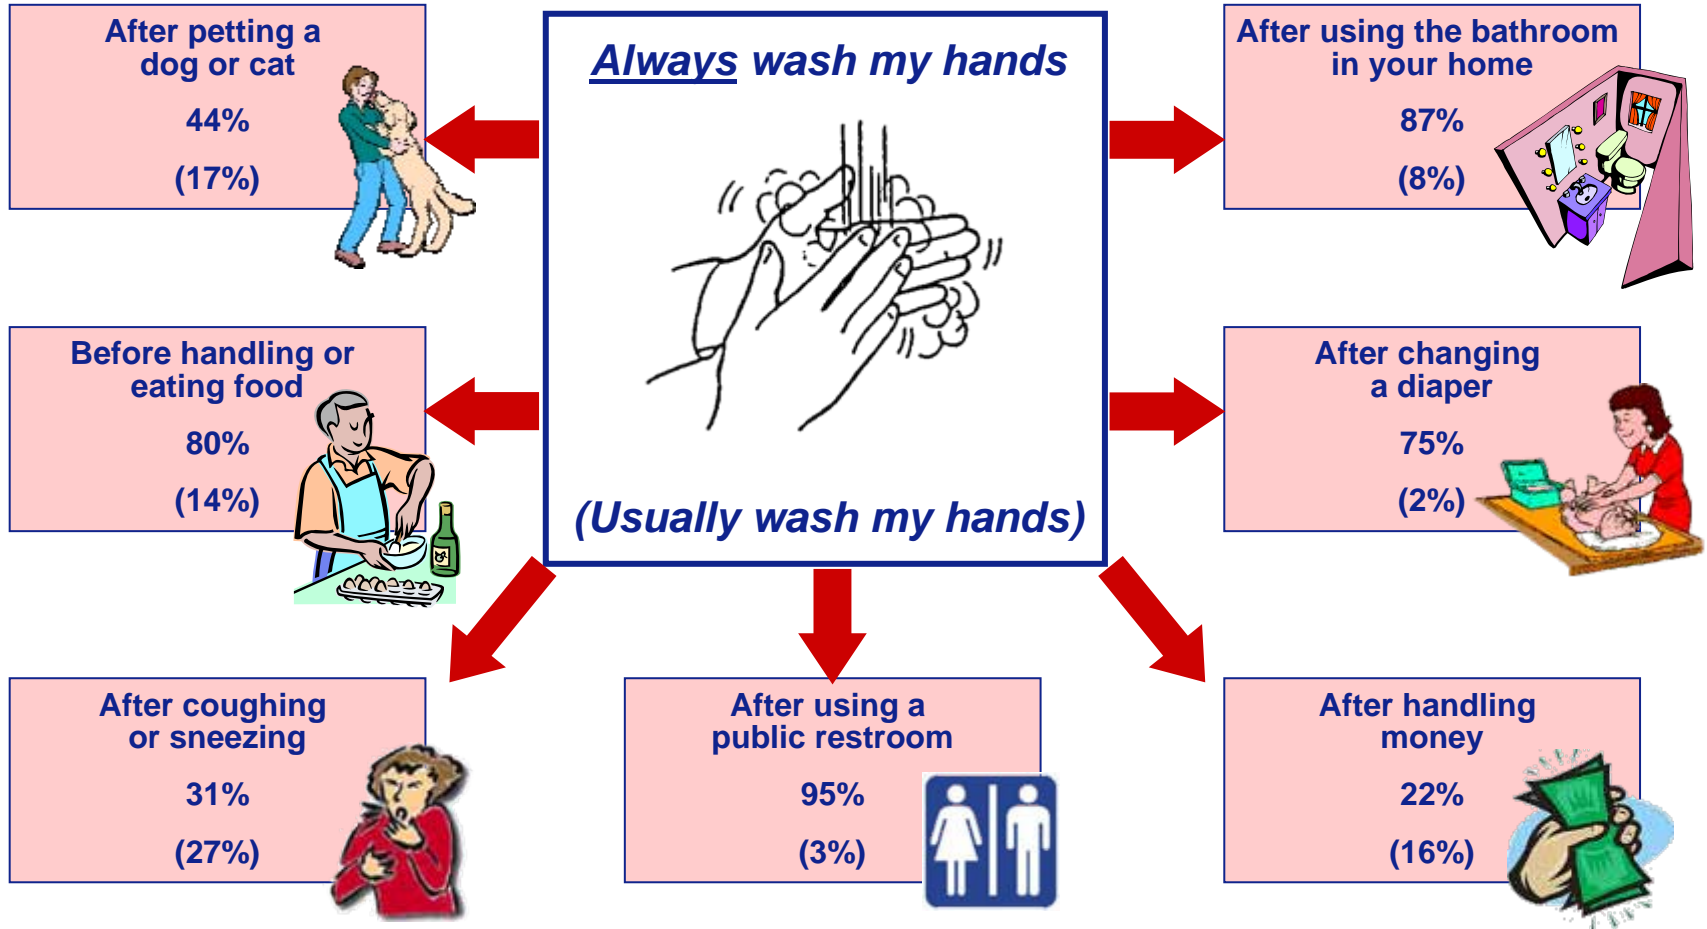 Always wash my hands
(Usually wash my hands)
After petting a
dog or cat
44%
(17%)
After using the bathroom
in your home
87%
(8%)
Before handling or
eating food
80%
(14%)
After changing
a diaper
75%
(2%)
After coughing
or sneezing
31%
(27%)
After using a
public restroom
95%
(3%)
After handling
money
22%
(16%)